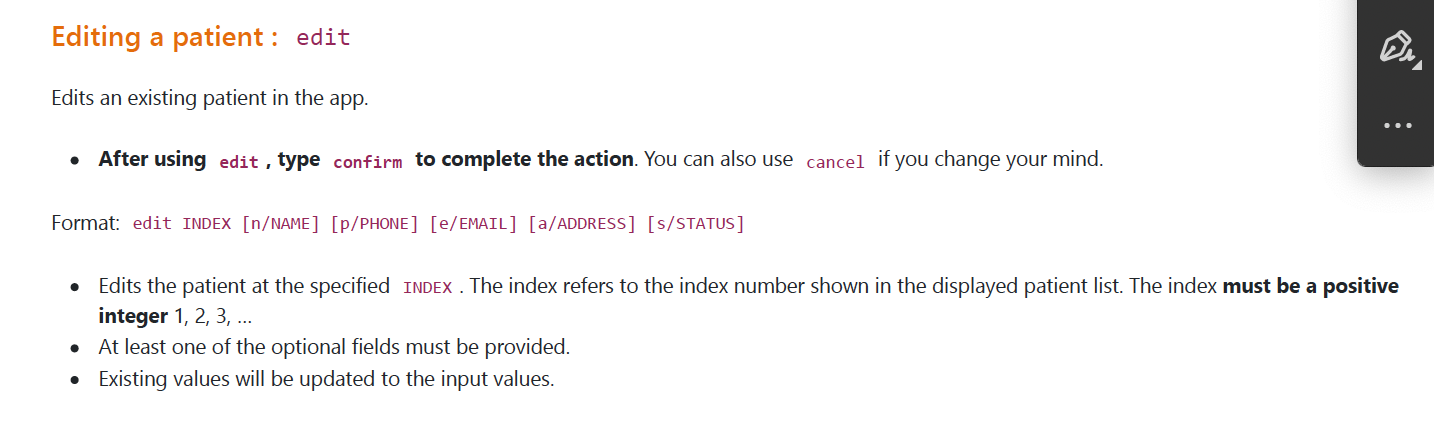 Editing a patient : edit
Edits an existing patient in the app.
• After using edit , type confirm to complete the action. You can also use cancel if you change your mind.
Format: edit INDEX [n/NAME] [p/PHONE] [e/EMAIL] [a/ADDRESS] [s/STATUS]
• Edits the patient at the specified INDEX . The index refers to the index number shown in the displayed patient list. The index must be a positive
integer 1, 2, 3, …
• At least one of the optional fields must be provided.
• Existing values will be updated to the input values.